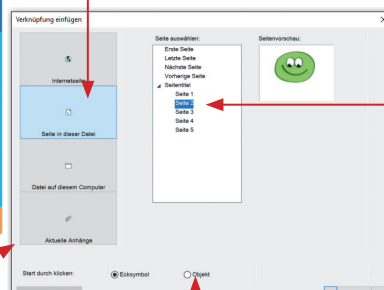 Verknüpfung einfügen
Internetseite
Seite in dieser Datei
Datei auf diesem Computer
Aktuelle Anhänge
Seite auswählen:
Erste Seite
Letzte Seite
Nächste Seite
Vorherige Seite
Seitentitel
Seite 1
Seite 2
Seite 3
Seite 4
Seite 5
Seitenvorschau:
Start durch klicken:
Ecksymbol
Objekt